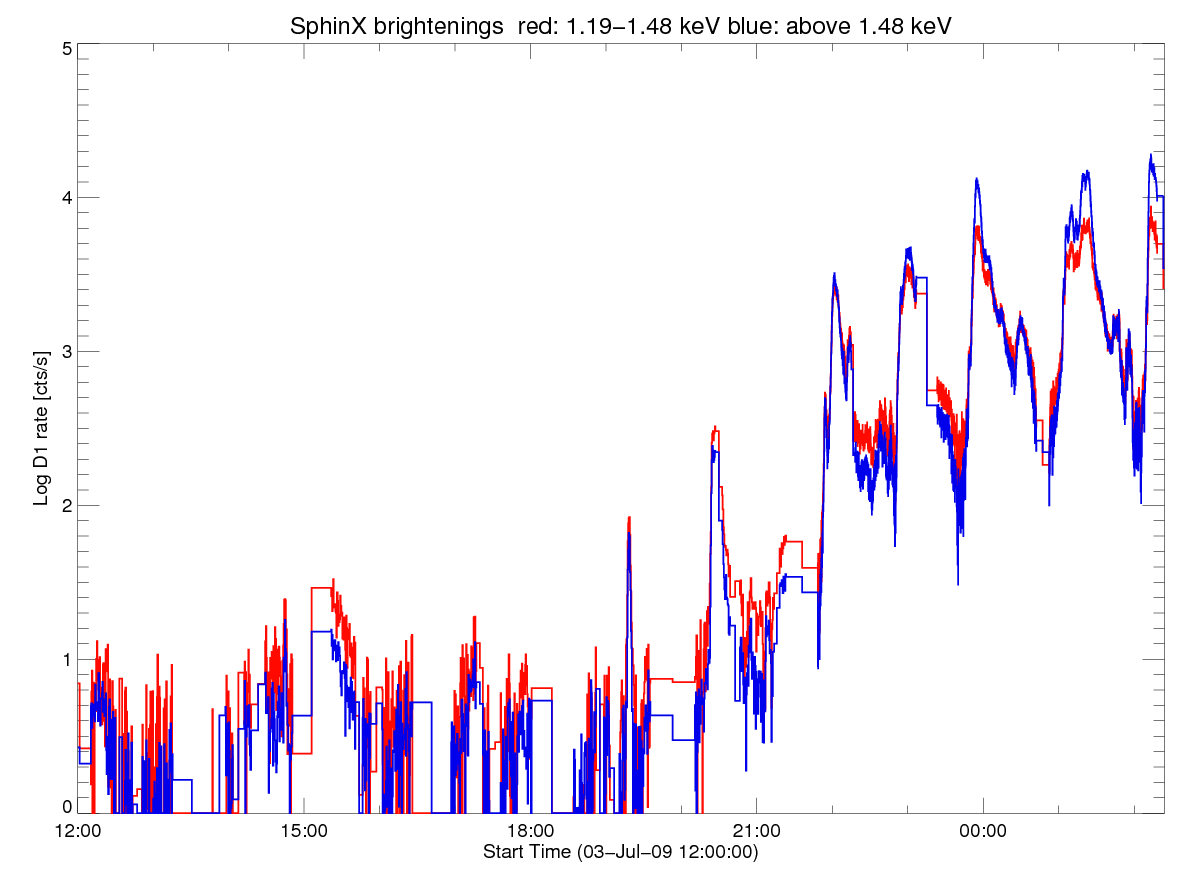 SphinX brightenings  red: 1.19−1.48 keV blue: above 1.48 keV
5
4
3
2
1
0
Log D1 rate [cts/s]
12:00 15:00 18:00 21:00 00:00
Start Time (03−Jul−09 12:00:00)